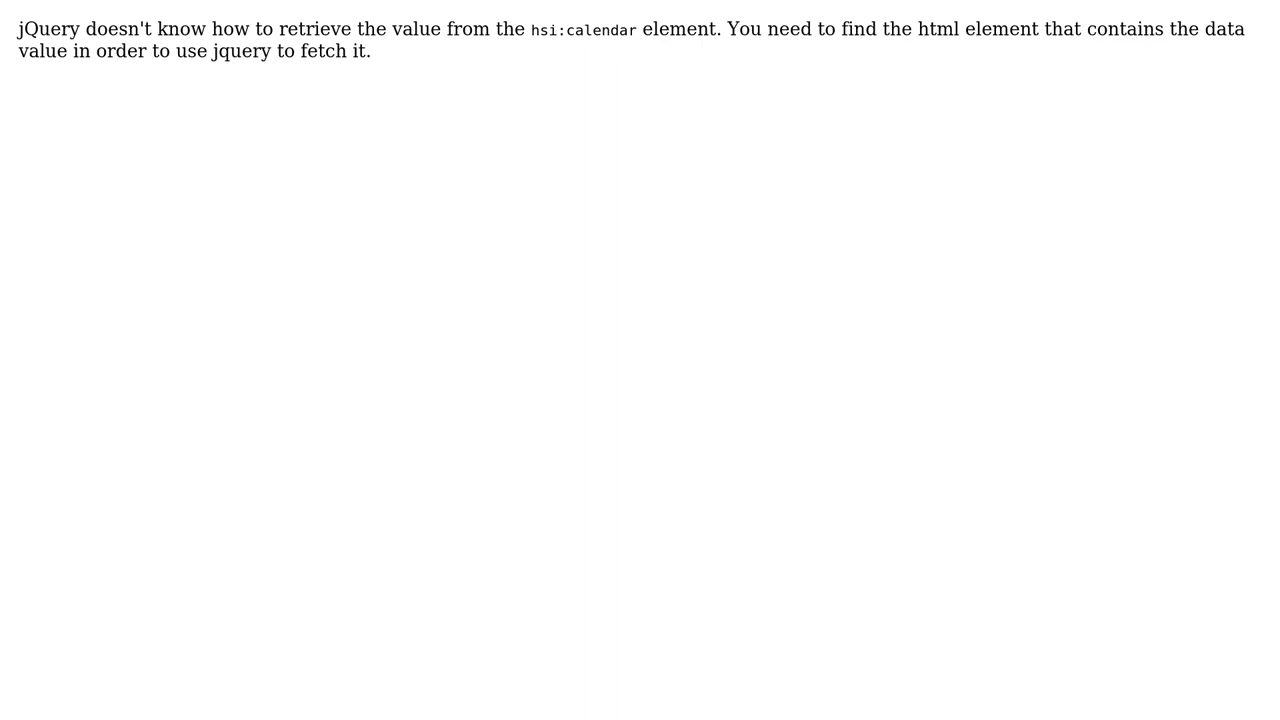 jQuery doesn't know how to retrieve the value from the hsi:calendar element. You need to find the html element that contains the data
value in order to use jquery to fetch it.